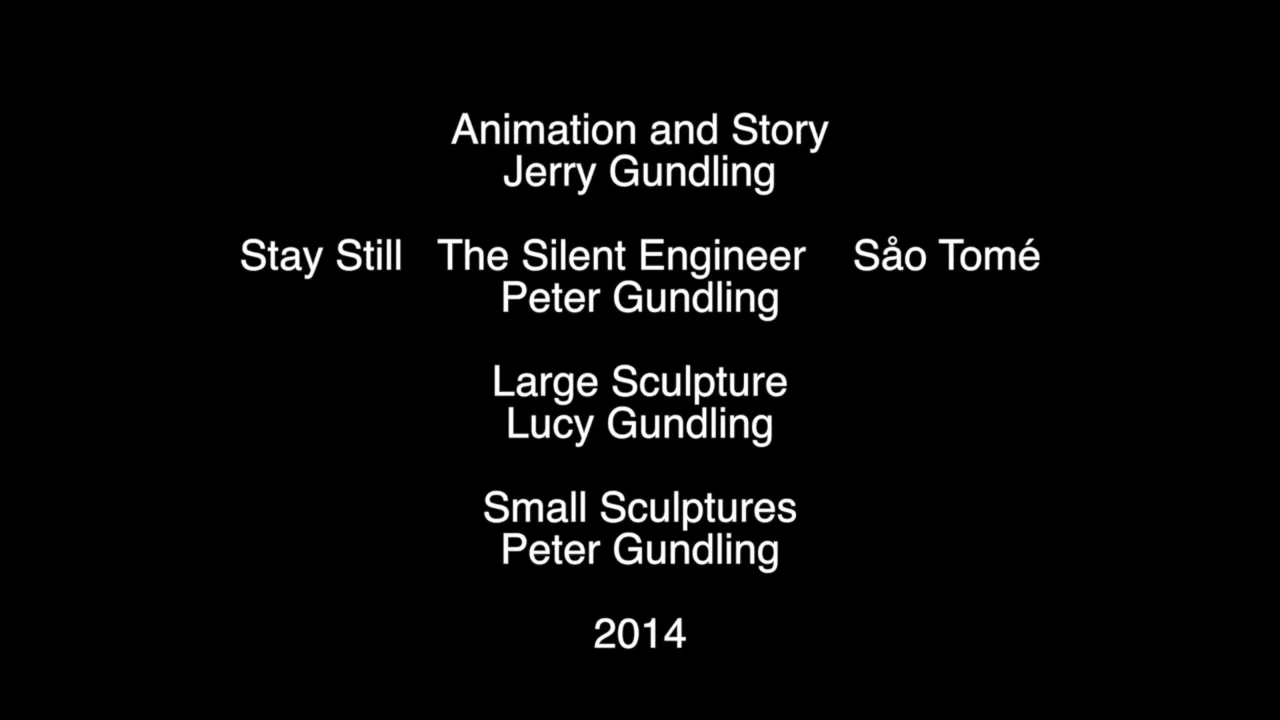 Animation and Story
Jerry Gundling
Stay Still The Silent Engineer Såo Tomé
Peter Gundling
Large Sculpture
Lucy Gundling
Small Sculptures
Peter Gundling
2014